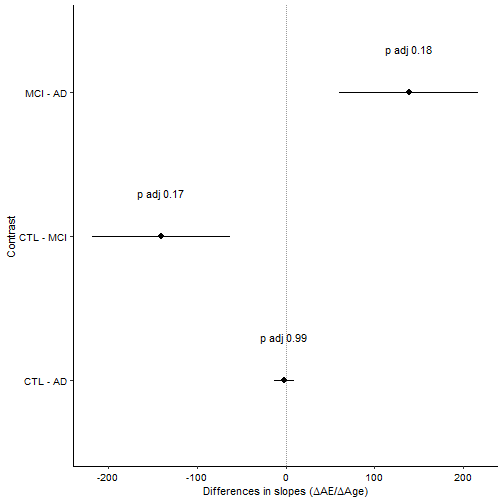 p adj 0.18
MCI - AD
p adj 0.17
CTL - MCI
p adj 0.99
CTL - AD
Contrast
-200 -100 0 100 200
Differences in slopes (ΔAE/ΔAge)